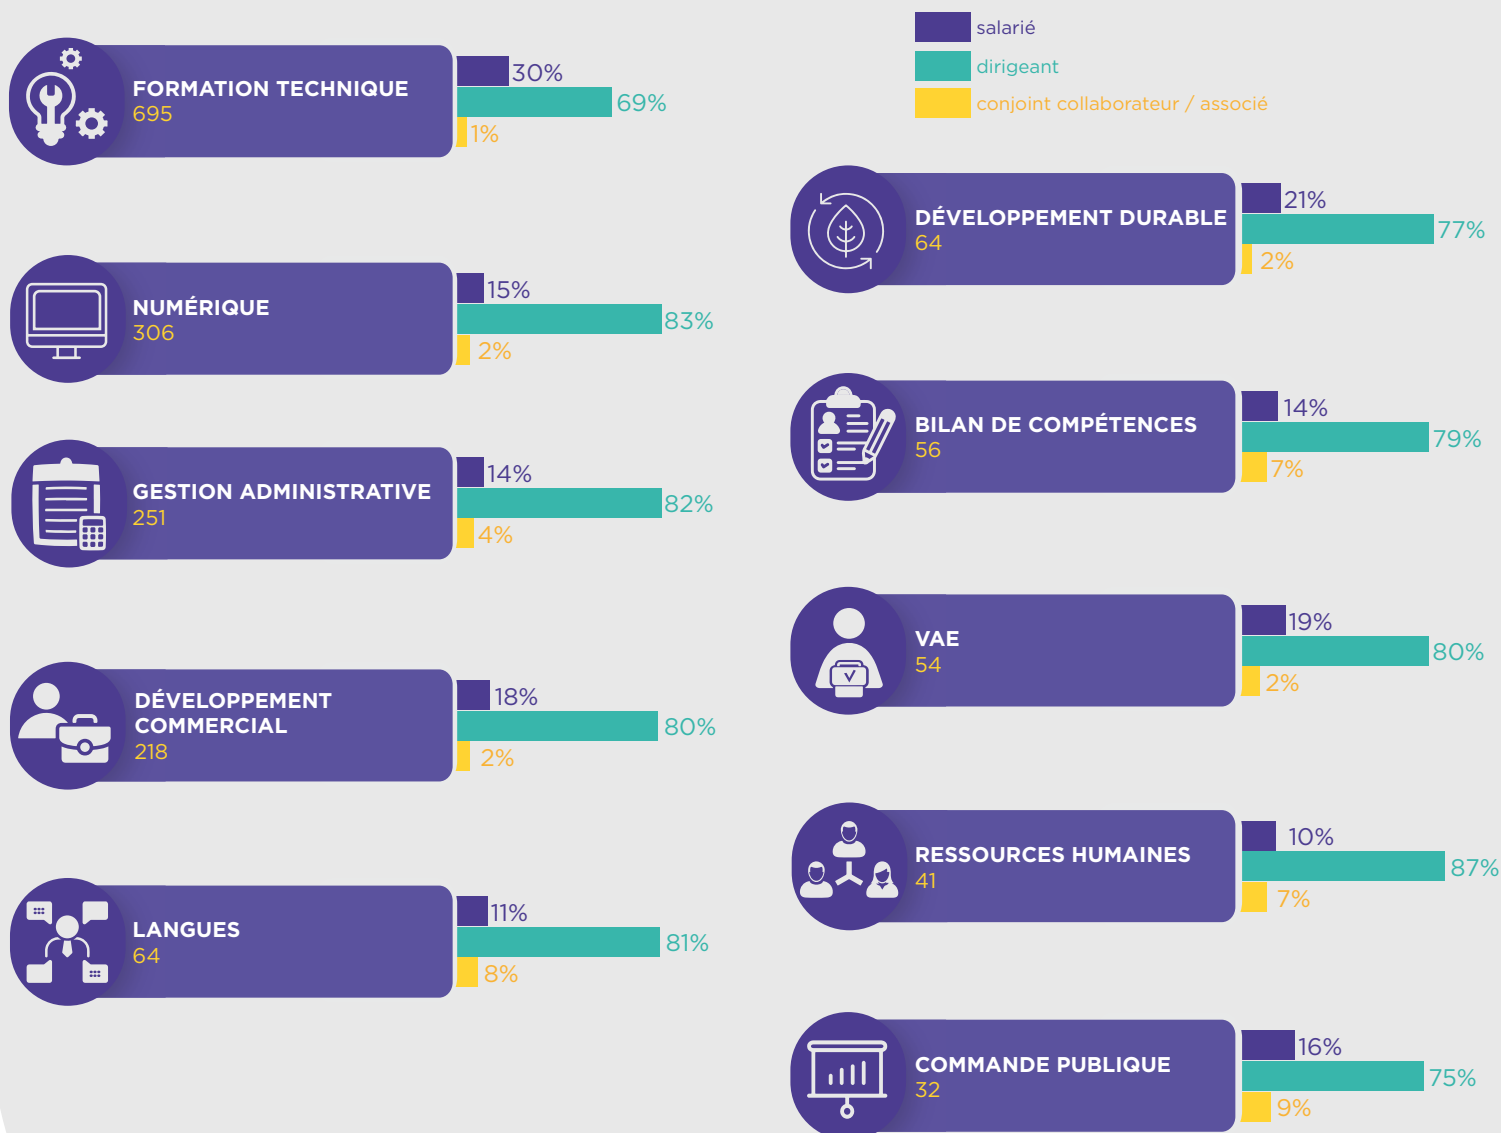 salarié
dirigeant
conjoint collaborateur / associé
FORMATION TECHNIQUE
695
30%
69%
1%
NUMÉRIQUE
306
15%
83%
2%
GESTION ADMINISTRATIVE
251
14%
82%
4%
DÉVELOPPEMENT
COMMERCIAL
218
18%
80%
2%
LANGUES
64
11%
81%
8%
DÉVELOPPEMENT DURABLE
64
21%
77%
2%
BILAN DE COMPÉTENCES
56
14%
79%
7%
VAE
54
19%
80%
2%
RESSOURCES HUMAINES
41
10%
87%
7%
COMMANDE PUBLIQUE
32
16%
75%
9%